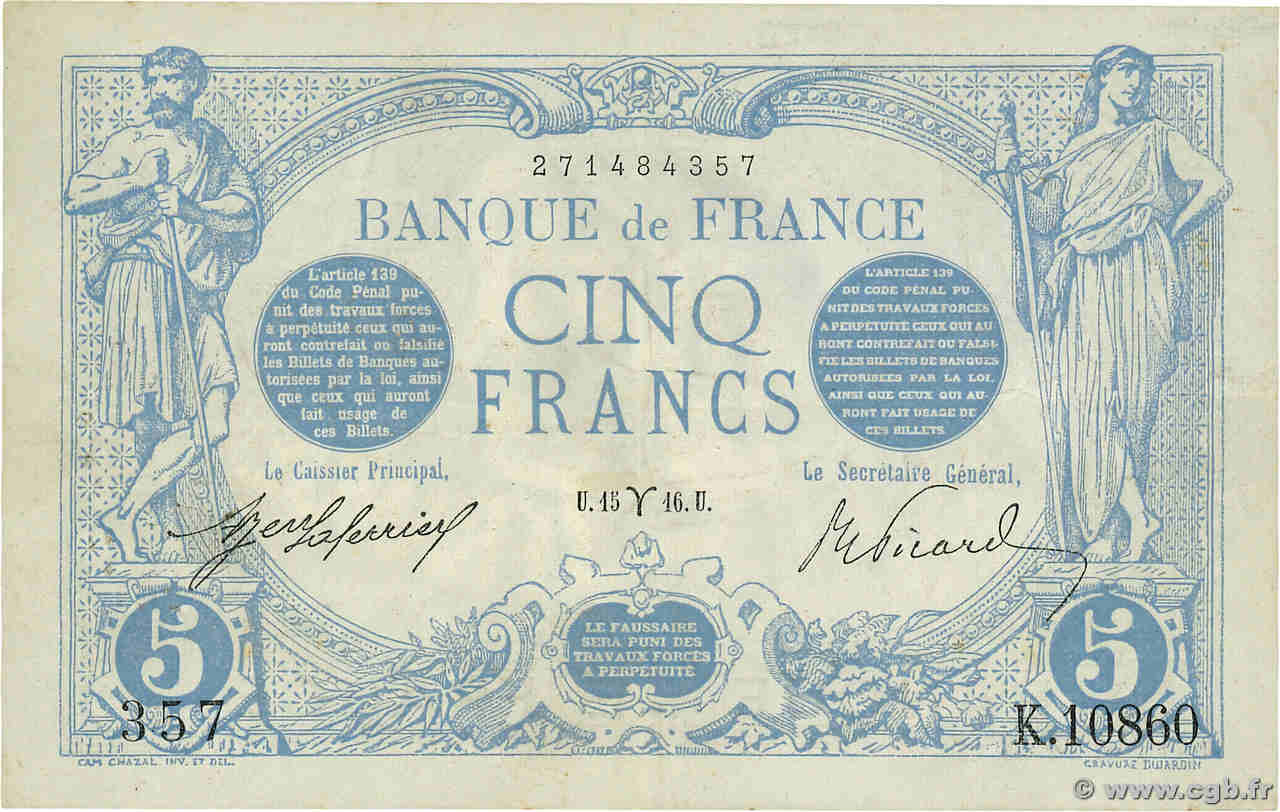 271484357
BANQUE de FRANCE
CINQ
FRANCS
L'article 139
du Code Pénal pu-
nit des travaux forces
à perpétuité ceux qui au-
ront contrefait ou falsifié
les Billets de Banques au-
torisées par la loi, ainsi
que ceux qui auront
fait usage de
ces Billets.
L'ARTICLE 139
DU CODE PÉNAL PU-
NIT DES TRAVAUX FORCES
A PERPÉTUITÉ CEUX QUI AU
RONT CONTREFAIT OU FALSI-
FIE LES BILLETS DE BANQUES
AUTORISÉES PAR LA LOI,
AINSI QUE CEUX QUI AU-
RONT FAIT USAGE DE
CES BILLETS.
Le Caissier Principal,
Le Secrétaire Général,
U. 15 ♈ 16. U.
Picard
LE FAUSSAIRE
SERA PUNI DES
TRAVAUX FORCÉS
A PERPÉTUITÉ
5
5
357
K.10860
CAM CHAZAL INV. ET DEL.
GRAVURE DUJARDIN
© www.cgb.fr